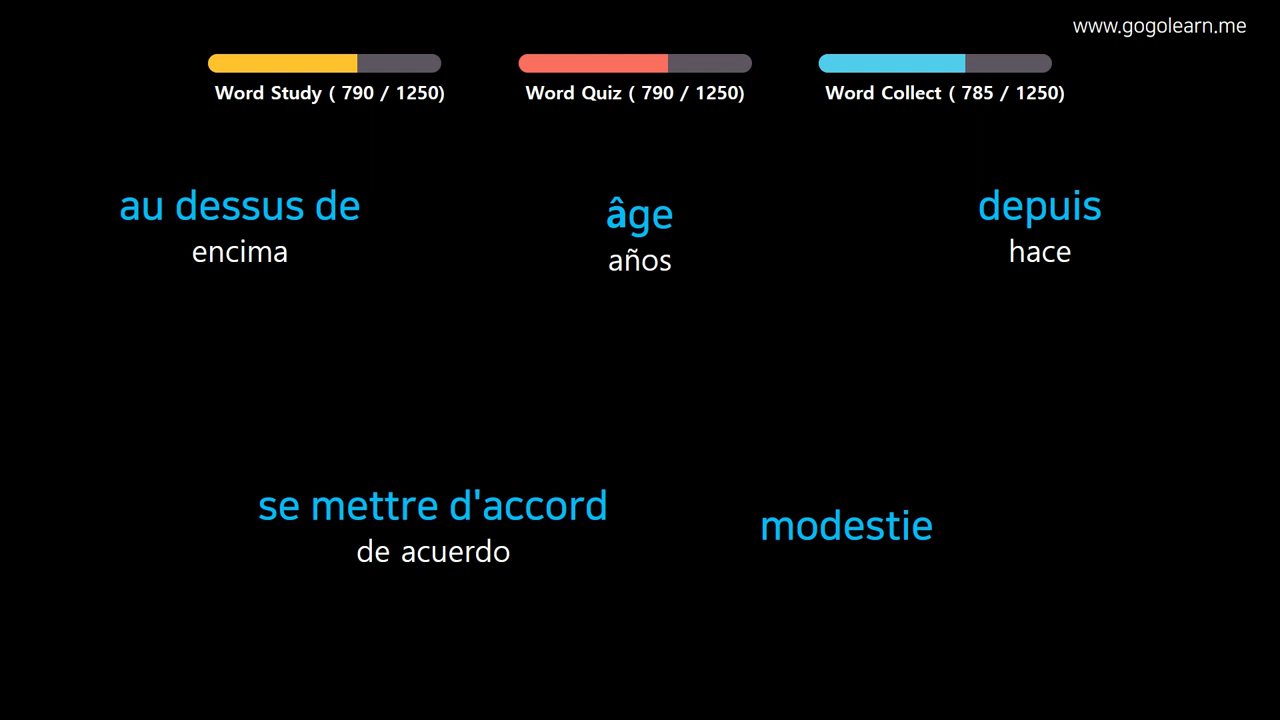 www.gogolearn.me
Word Study ( 790 / 1250)
Word Quiz ( 790 / 1250)
Word Collect ( 785 / 1250)
au dessus de
encima
âge
años
depuis
hace
se mettre d'accord
de acuerdo
modestie